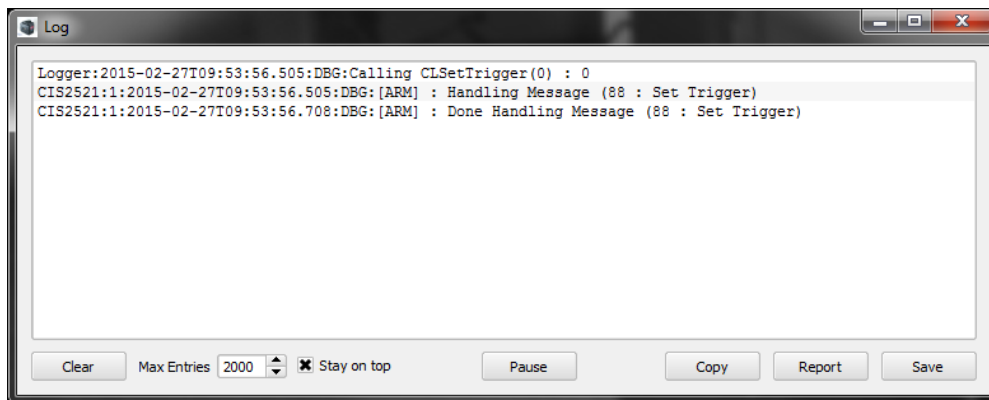 Log
Logger:2015-02-27T09:53:56.505:DBG:Calling CLSetTrigger(0) : 0
CIS2521:1:2015-02-27T09:53:56.505:DBG:[ARM] : Handling Message (88 : Set Trigger)
CIS2521:1:2015-02-27T09:53:56.708:DBG:[ARM] : Done Handling Message (88 : Set Trigger)
Clear Max Entries 2000 Stay on top Pause Copy Report Save